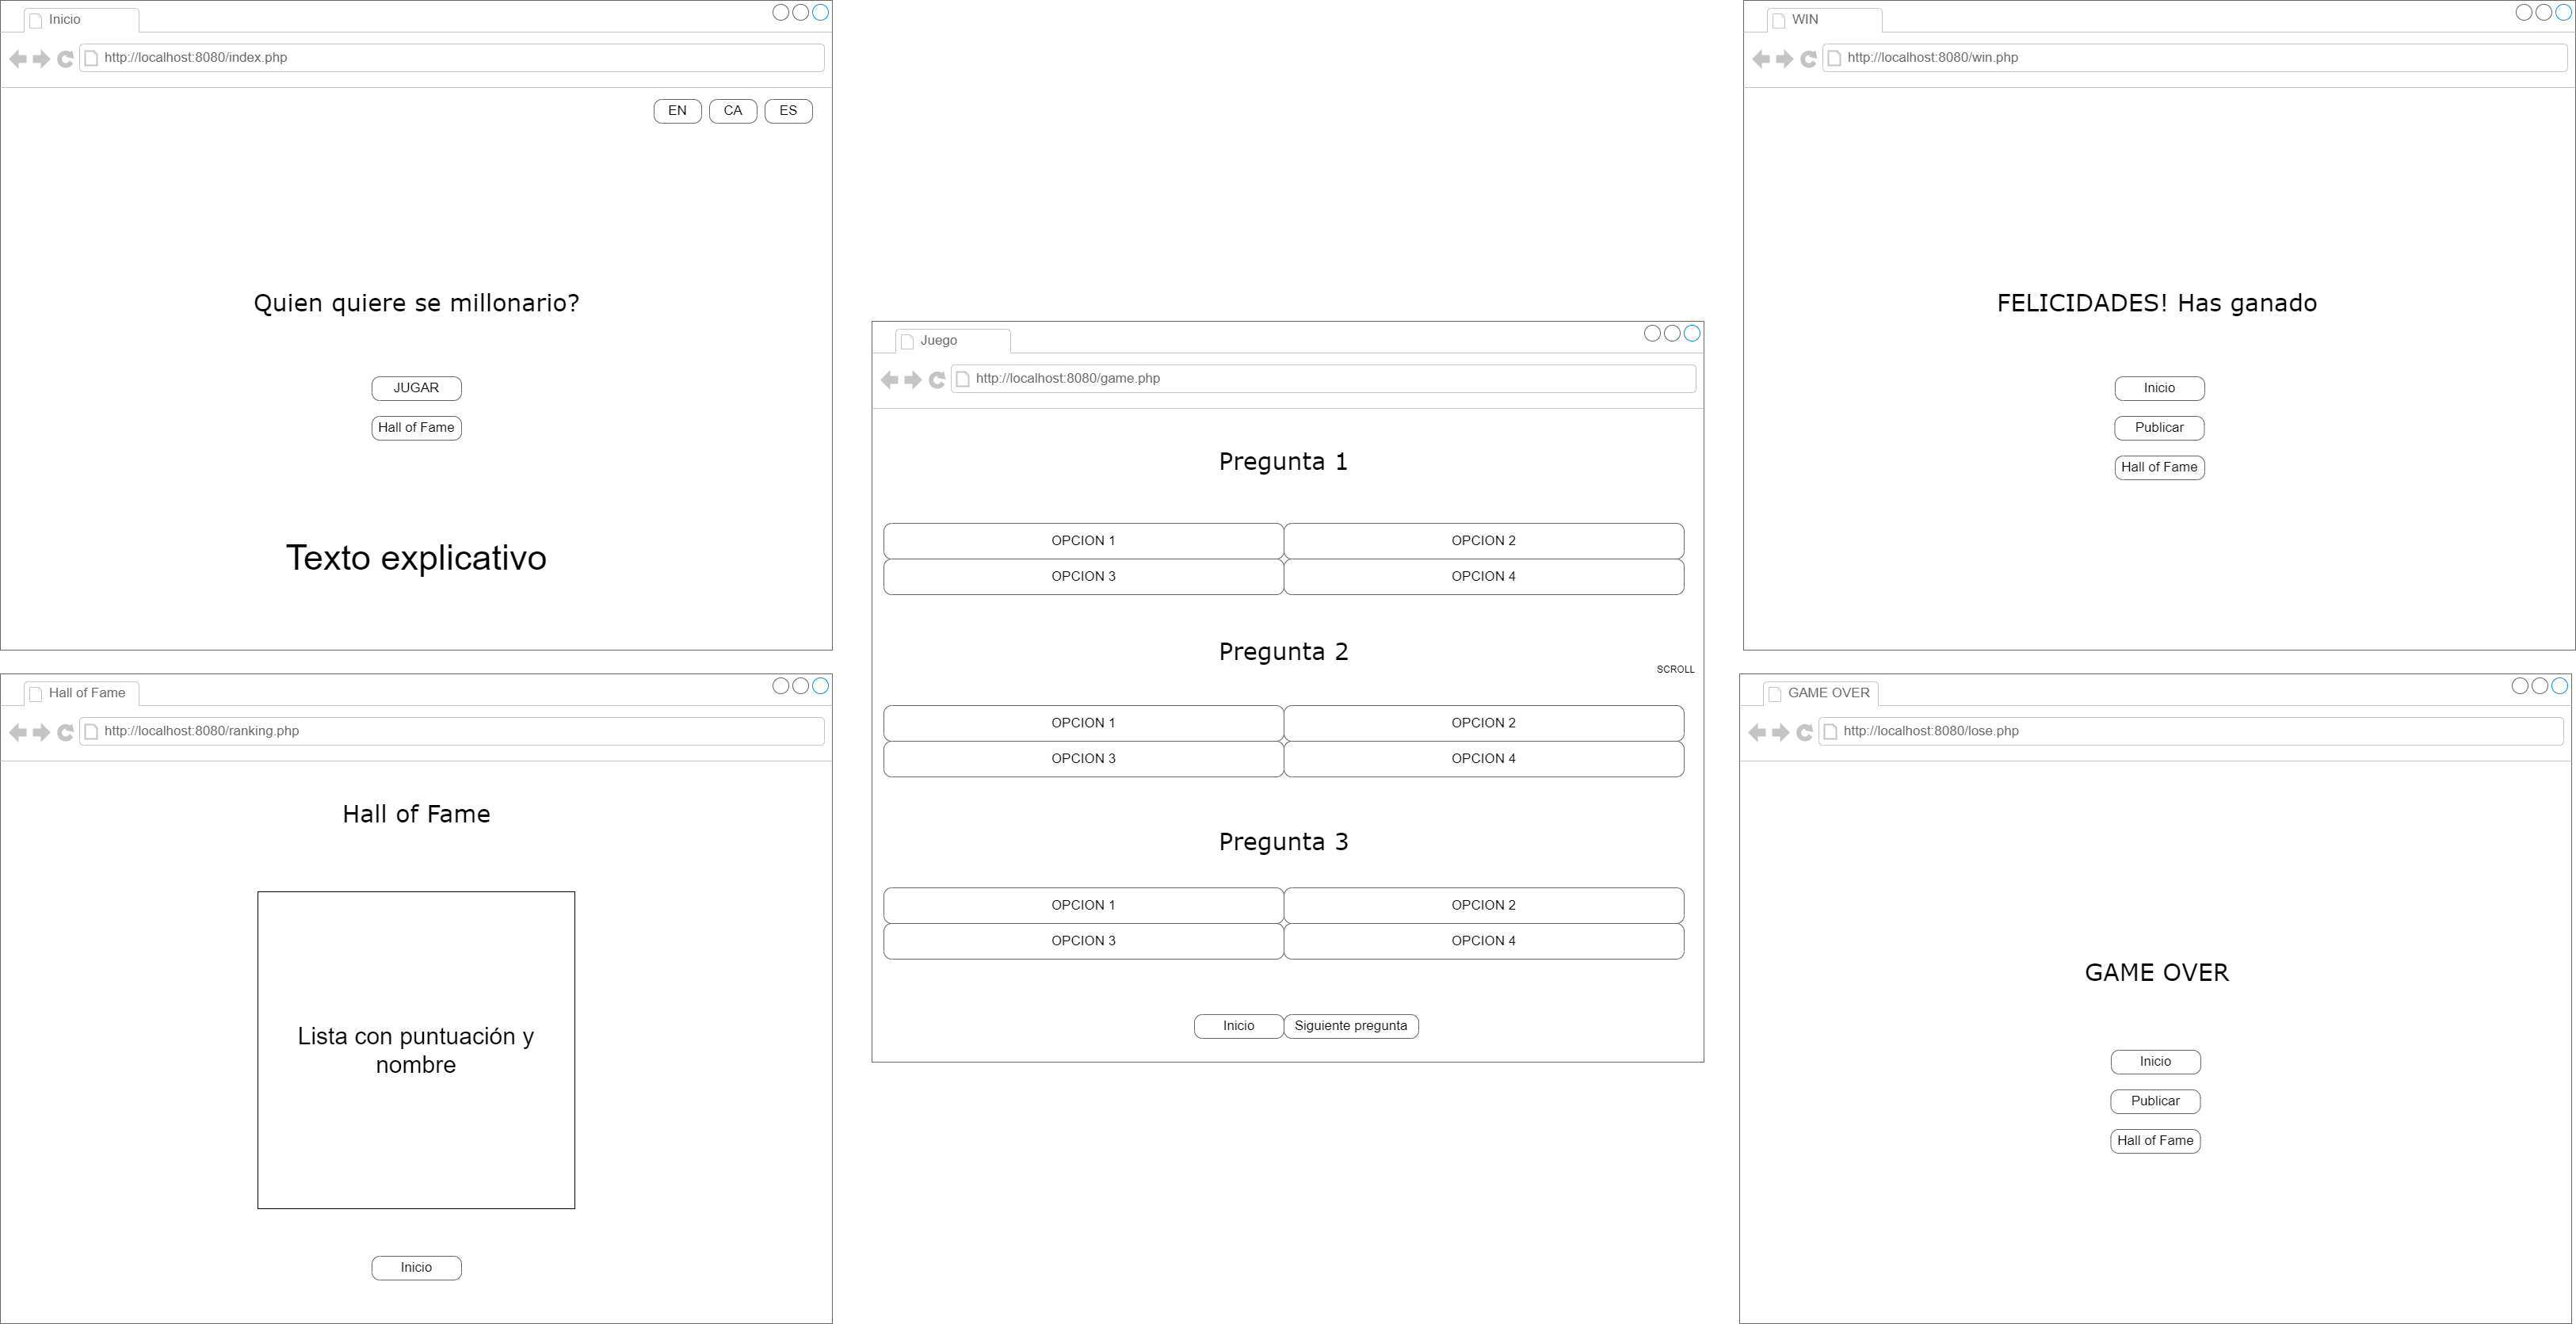 Inicio
http://localhost:8080/index.php
EN CA ES
Quien quiere se millonario?
JUGAR
Hall of Fame
Texto explicativo
Hall of Fame
http://localhost:8080/ranking.php
Hall of Fame
Lista con puntuación y
nombre
Inicio
Juego
http://localhost:8080/game.php
Pregunta 1
OPCION 1 OPCION 2
OPCION 3 OPCION 4
Pregunta 2
SCROLL
OPCION 1 OPCION 2
OPCION 3 OPCION 4
Pregunta 3
OPCION 1 OPCION 2
OPCION 3 OPCION 4
Inicio Siguiente pregunta
WIN
http://localhost:8080/win.php
FELICIDADES! Has ganado
Inicio
Publicar
Hall of Fame
GAME OVER
http://localhost:8080/lose.php
GAME OVER
Inicio
Publicar
Hall of Fame